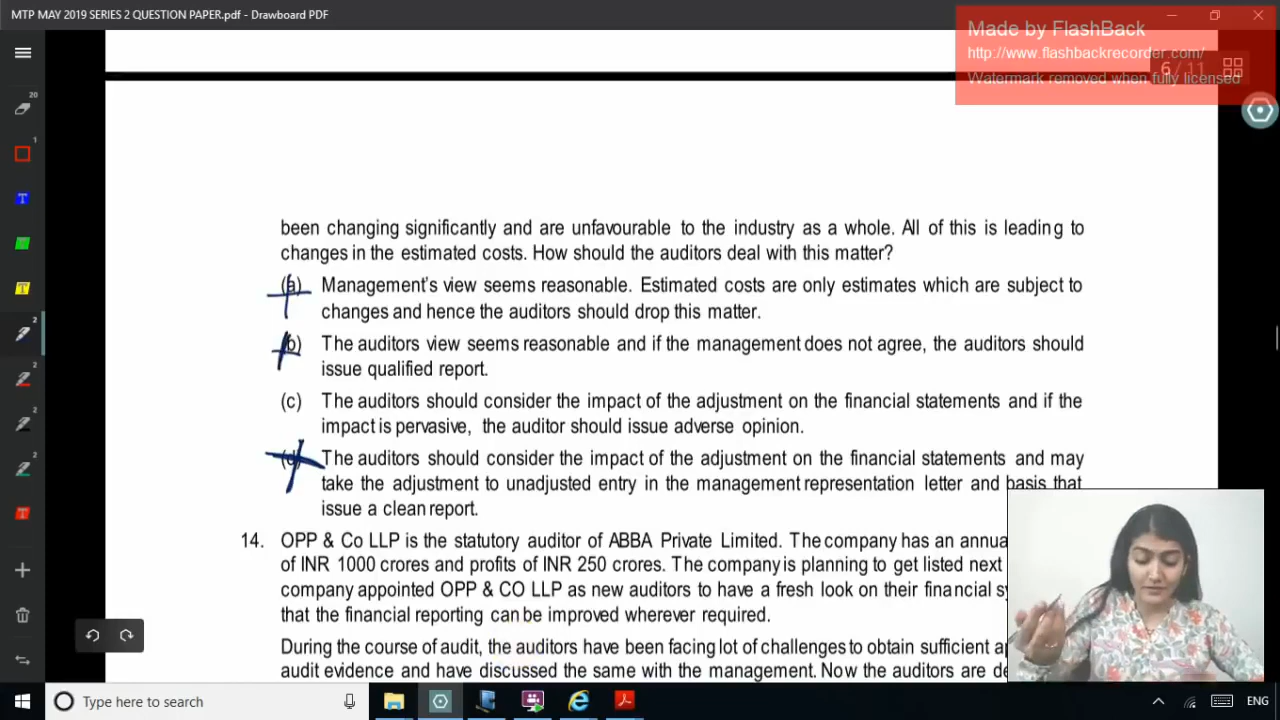 MTP MAY 2019 SERIES 2 QUESTION PAPER.pdf - Drawboard PDF
Made by FlashBack
http://www.flashbackrecorder.com/
Watermark removed when fully licensed
6 / 11
20
1
T
T
2
2
2
2
T
been changing significantly and are unfavourable to the industry as a whole. All of this is leading to
changes in the estimated costs. How should the auditors deal with this matter?
(a) Management's view seems reasonable. Estimated costs are only estimates which are subject to
changes and hence the auditors should drop this matter.
(b) The auditors view seems reasonable and if the management does not agree, the auditors should
issue qualified report.
(c) The auditors should consider the impact of the adjustment on the financial statements and if the
impact is pervasive, the auditor should issue adverse opinion.
(d) The auditors should consider the impact of the adjustment on the financial statements and may
take the adjustment to unadjusted entry in the management representation letter and basis that
issue a clean report.
14. OPP & Co LLP is the statutory auditor of ABBA Private Limited. The company has an annua
of INR 1000 crores and profits of INR 250 crores. The company is planning to get listed next
company appointed OPP & CO LLP as new auditors to have a fresh look on their financial sy
that the financial reporting can be improved wherever required.
During the course of audit, the auditors have been facing lot of challenges to obtain sufficient ap
audit evidence and have discussed the same with the management. Now the auditors are de
Type here to search
ENG